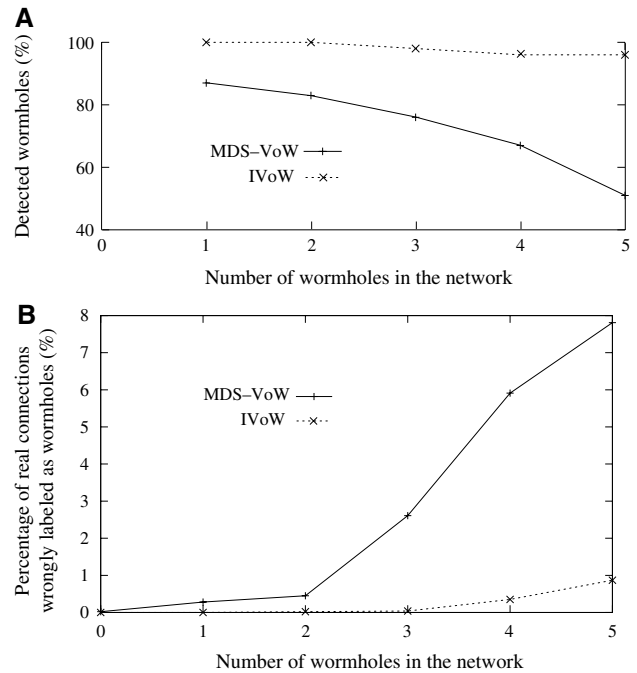 A
Detected wormholes (%)
100
80
60
40
MDS–VoW
IVoW
0 1 2 3 4 5
Number of wormholes in the network
B
Percentage of real connections
wrongly labeled as wormholes (%)
8
7
6
5
4
3
2
1
0
MDS–VoW
IVoW
0 1 2 3 4 5
Number of wormholes in the network